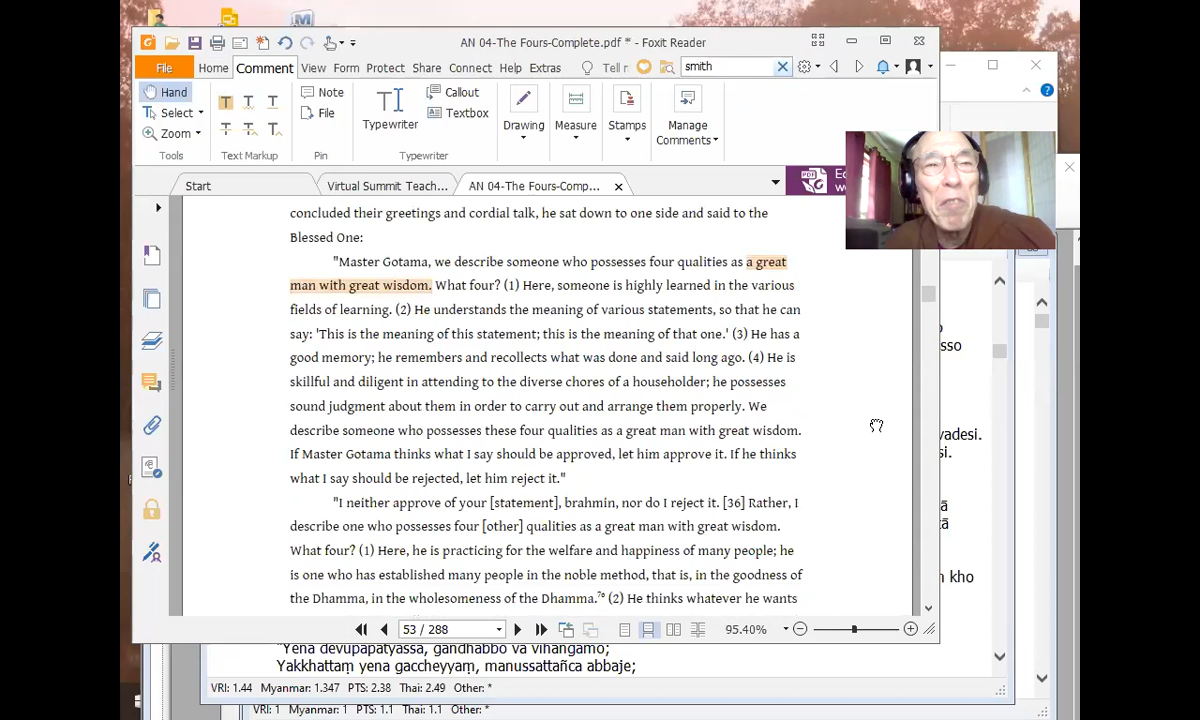 AN 04-The Fours-Complete.pdf * - Foxit Reader
File Home Comment View Form Protect Share Connect Help Extras Tell r smith
Hand
Select
Zoom
Tools
Text Markup
Note
File
Pin
Typewriter
Callout
Textbox
Typewriter
Drawing
Measure
Stamps
Manage
Comments
Start
Virtual Summit Teach...
AN 04-The Fours-Comp...
concluded their greetings and cordial talk, he sat down to one side and said to the
Blessed One:
"Master Gotama, we describe someone who possesses four qualities as a great
man with great wisdom. What four? (1) Here, someone is highly learned in the various
fields of learning. (2) He understands the meaning of various statements, so that he can
say: 'This is the meaning of this statement; this is the meaning of that one.' (3) He has a
good memory; he remembers and recollects what was done and said long ago. (4) He is
skillful and diligent in attending to the diverse chores of a householder; he possesses
sound judgment about them in order to carry out and arrange them properly. We
describe someone who possesses these four qualities as a great man with great wisdom.
If Master Gotama thinks what I say should be approved, let him approve it. If he thinks
what I say should be rejected, let him reject it."
"I neither approve of your [statement], brahmin, nor do I reject it. [36] Rather, I
describe one who possesses four [other] qualities as a great man with great wisdom.
What four? (1) Here, he is practicing for the welfare and happiness of many people; he
is one who has established many people in the noble method, that is, in the goodness of
the Dhamma, in the wholesomeness of the Dhamma.⁷⁶ (2) He thinks whatever he wants
53 / 288
95.40%
sso
vadesi.
si.
ā
tā
n kho
"Yena devūpapatyassa, gandhabbo vā vihaṅgamo;
Yakkhattaṃ yena gaccheyyaṃ, manussattañca abbaje;
VRI: 1.44 Myanmar: 1.347 PTS: 2.38 Thai: 2.49 Other: *
VRI: 1 Myanmar: 1 PTS: 1.1 Thai: 1.1 Other: *